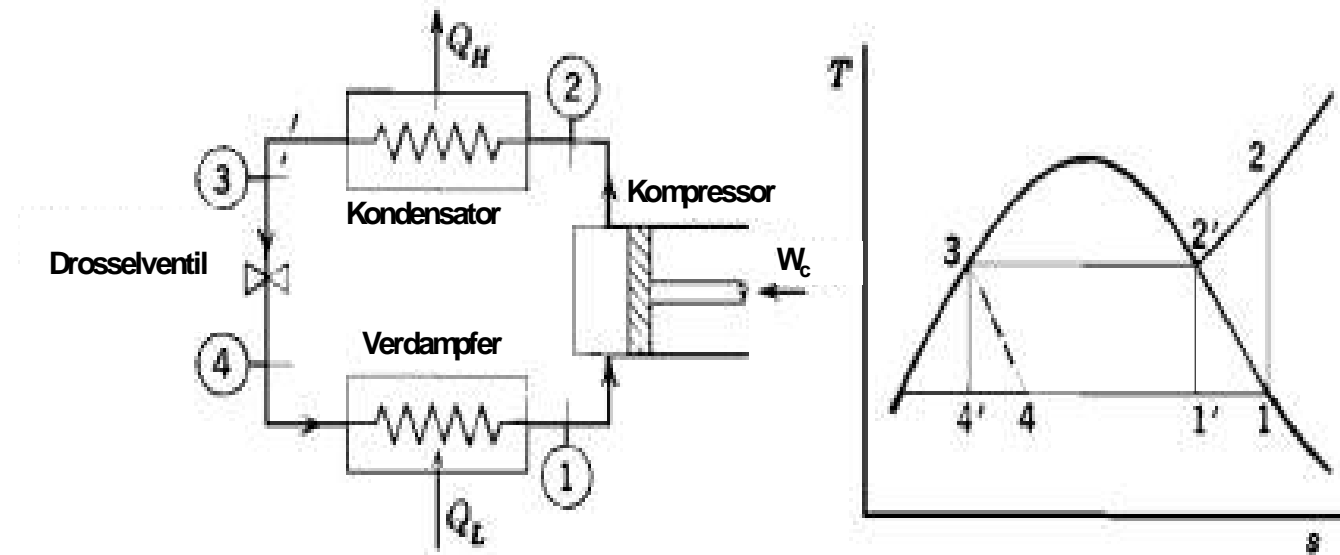 Q_H
2
3
Kondensator
Kompressor
Drosselventil
W_c
Verdampfer
4
1
Q_L
T
2
3
2'
4'
4
1'
1
s